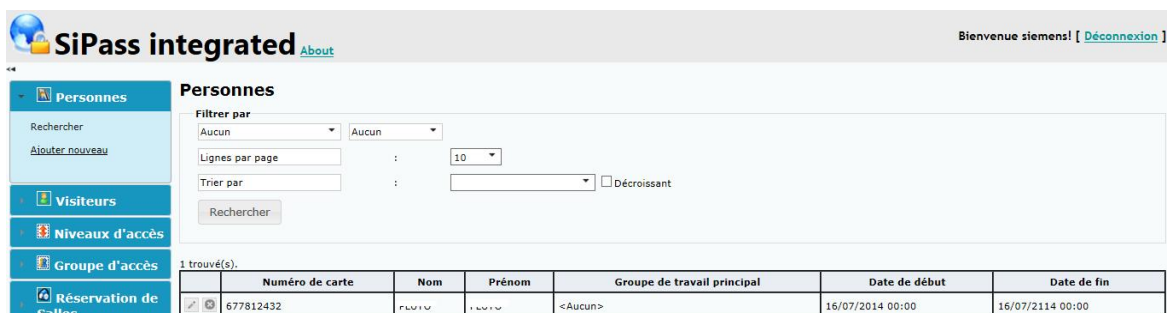 SiPass integrated About
Bienvenue siemens! [ Déconnexion ]
Personnes
Rechercher
Ajouter nouveau
Visiteurs
Niveaux d'accès
Groupe d'accès
Réservation de
Salles
Personnes
Filtrer par
Aucun Aucun
Lignes par page : 10
Trier par : Décroissant
Rechercher
1 trouvé(s).
Numéro de carte Nom Prénom Groupe de travail principal Date de début Date de fin
677812432 <Aucun> 16/07/2014 00:00 16/07/2114 00:00